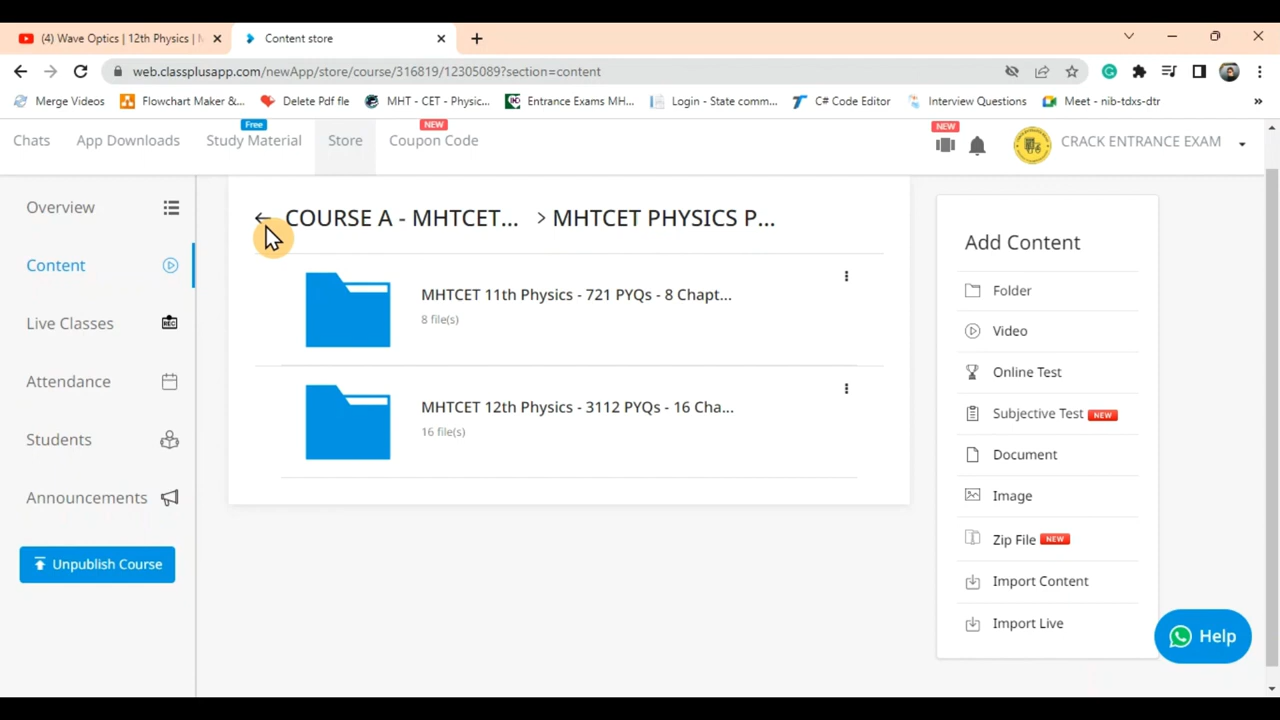 (4) Wave Optics | 12th Physics |
Content store
web.classplusapp.com/newApp/store/course/316819/12305089?section=content
Merge Videos
Flowchart Maker &...
Delete Pdf file
MHT - CET - Physic...
Entrance Exams MH...
Login - State comm...
C# Code Editor
Interview Questions
Meet - nib-tdxs-dtr
»
Chats
App Downloads
Free
Study Material
Store
NEW
Coupon Code
NEW
CRACK ENTRANCE EXAM
Overview
Content
Live Classes
REC
Attendance
Students
Announcements
Unpublish Course
COURSE A - MHTCET... > MHTCET PHYSICS P...
MHTCET 11th Physics - 721 PYQs - 8 Chapt...
8 file(s)
MHTCET 12th Physics - 3112 PYQs - 16 Cha...
16 file(s)
Add Content
Folder
Video
Online Test
Subjective Test NEW
Document
Image
Zip File NEW
Import Content
Import Live
Help